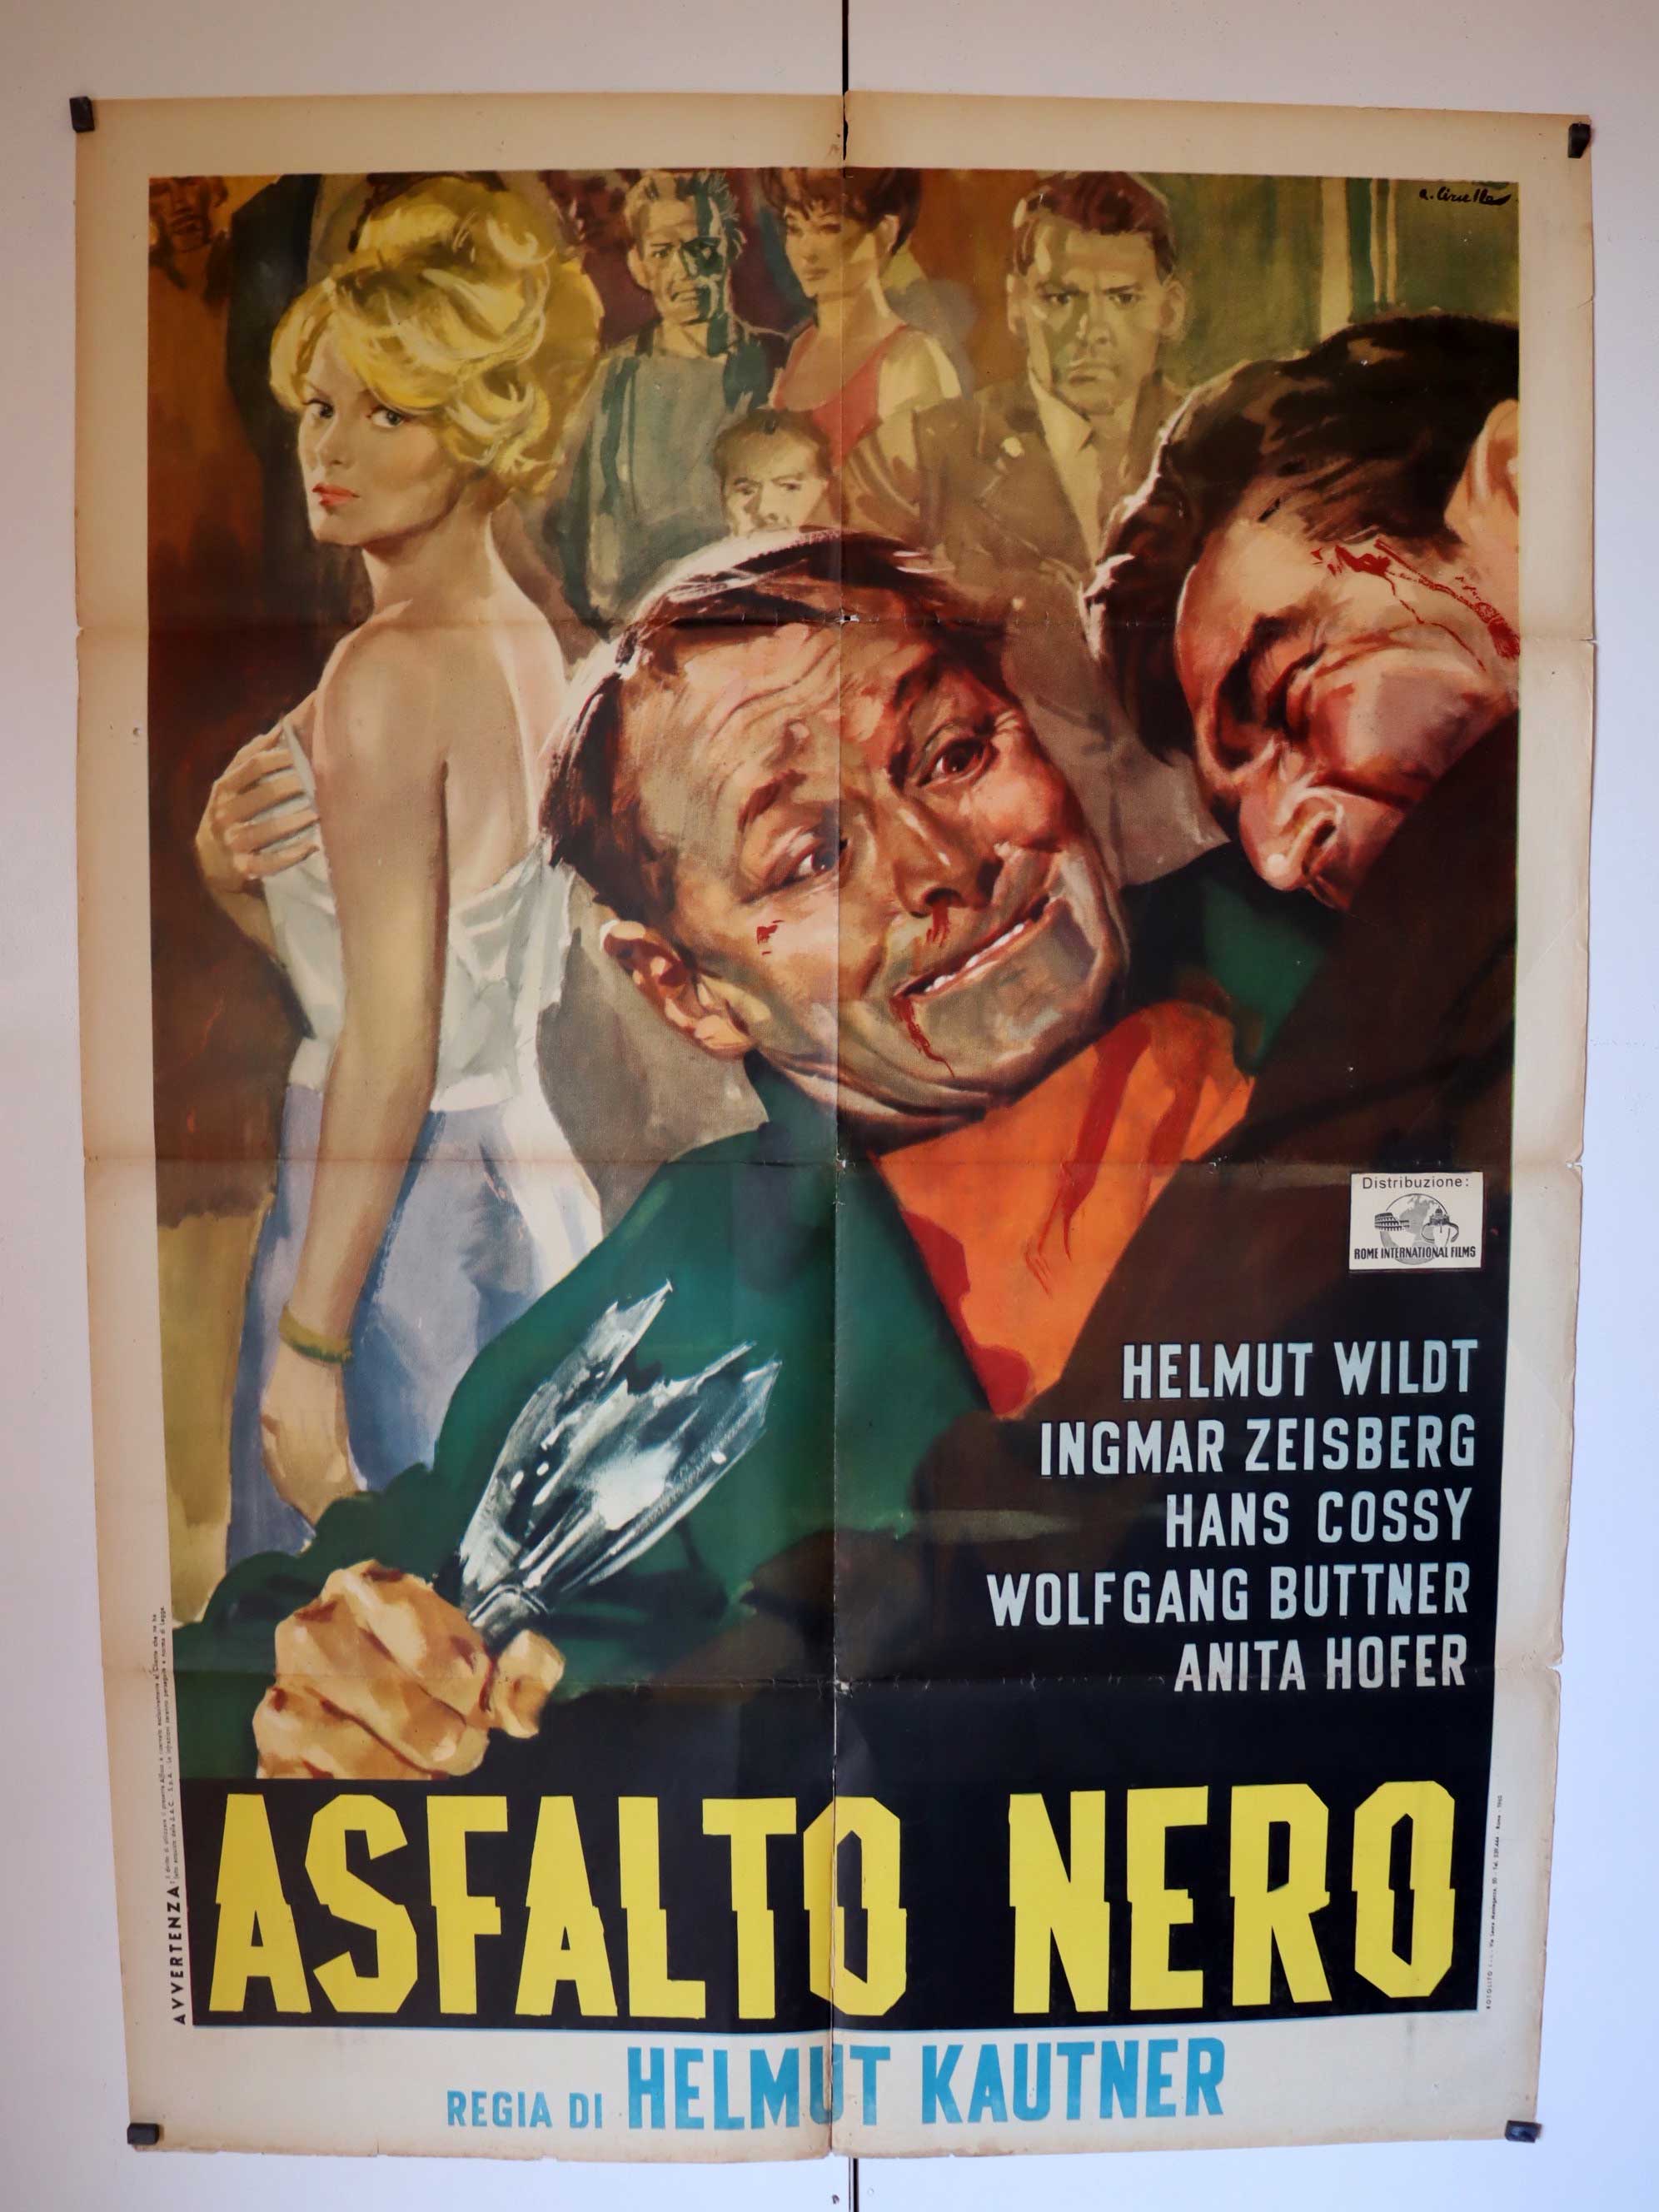 Distribuzione:
ROME INTERNATIONAL FILMS
HELMUT WILDT
INGMAR ZEISBERG
HANS COSSY
WOLFGANG BUTTNER
ANITA HOFER
AVVERTENZA
ASFALTO NERO
REGIA DI HELMUT KAUTNER